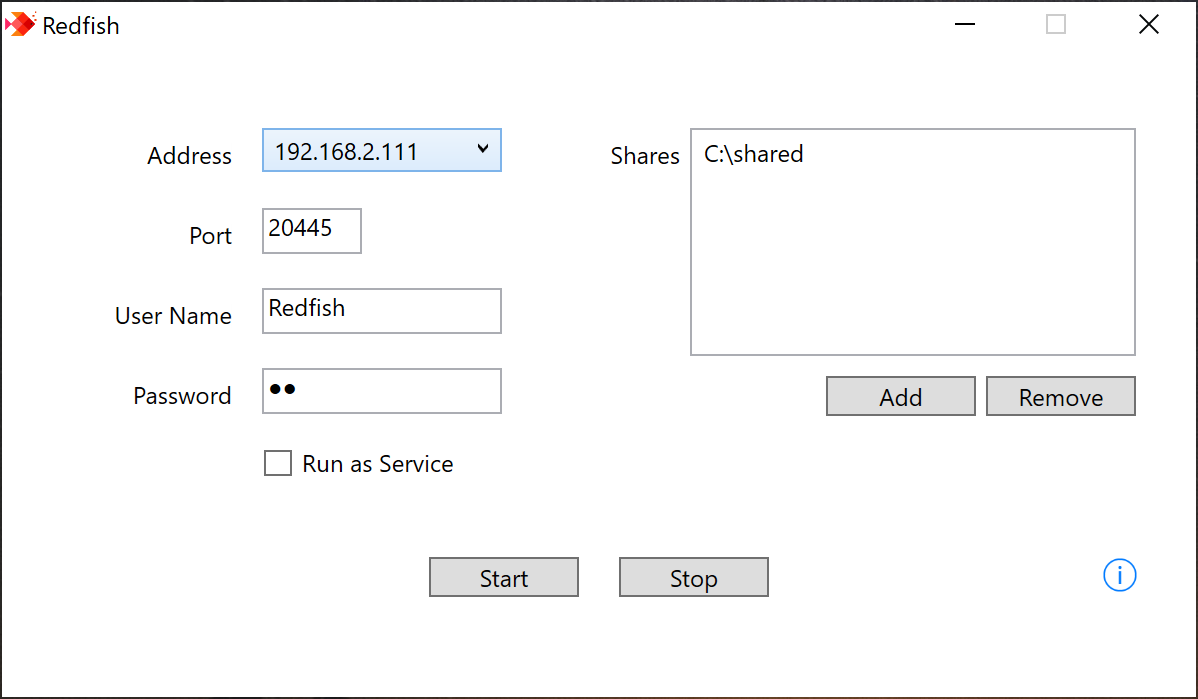 Redfish
Address 192.168.2.111
Port 20445
User Name Redfish
Password ●●
Run as Service
Shares C:\shared
Add Remove
Start Stop